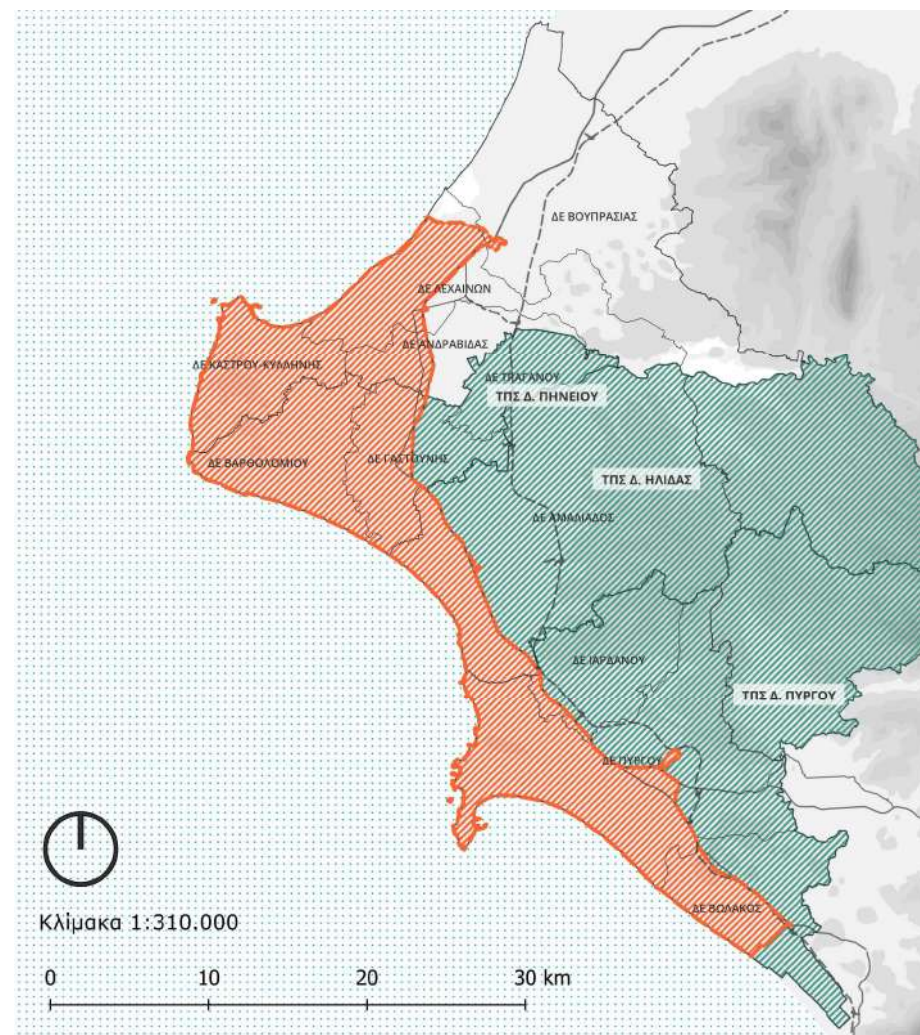 ΔΕ ΒΟΥΠΡΑΣΙΑΣ
ΔΕ ΛΕΧΑΙΝΩΝ
ΔΕ ΑΝΔΡΑΒΙΔΑΣ
ΔΕ ΚΑΣΤΡΟΥ-ΚΥΛΛΗΝΗΣ
ΔΕ ΤΡΑΓΑΝΟΥ
ΤΠΣ Δ. ΠΗΝΕΙΟΥ
ΔΕ ΒΑΡΘΟΛΟΜΙΟΥ
ΔΕ ΓΑΣΤΟΥΝΗΣ
ΤΠΣ Δ. ΗΛΙΔΑΣ
ΔΕ ΑΜΑΛΙΑΔΟΣ
ΔΕ ΙΑΡΔΑΝΟΥ
ΤΠΣ Δ. ΠΥΡΓΟΥ
ΔΕ ΠΥΡΓΟΥ
ΔΕ ΒΩΛΑΚΟΣ
Κλίμακα 1:310.000
0 10 20 30 km